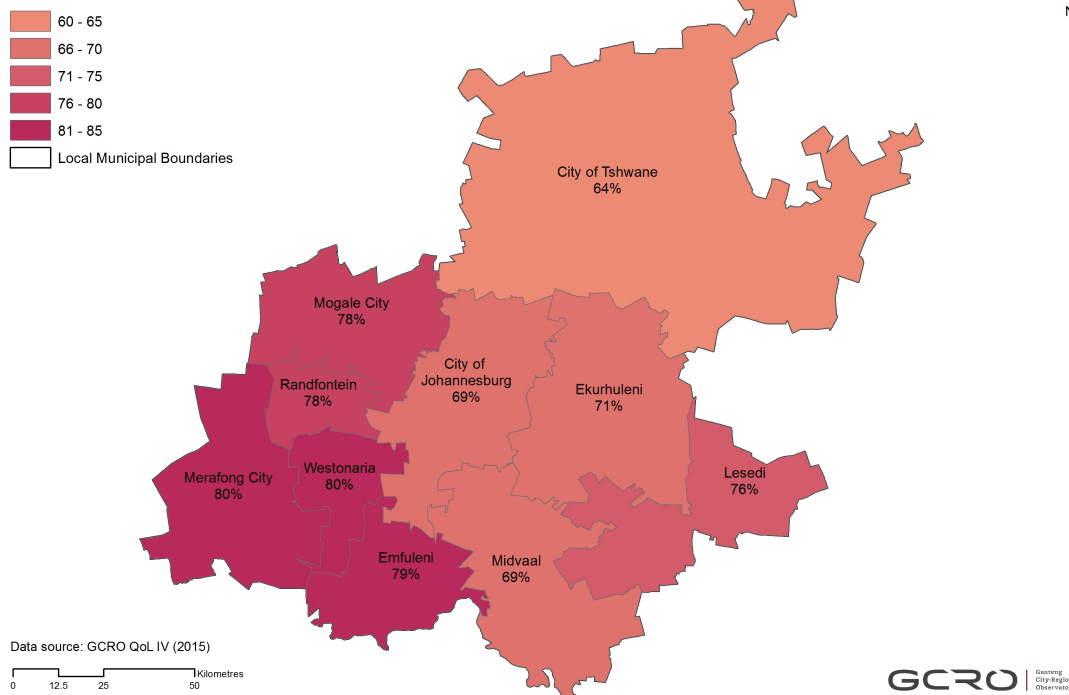 60 - 65
66 - 70
71 - 75
76 - 80
81 - 85
Local Municipal Boundaries
City of Tshwane
64%
Mogale City
78%
City of
Johannesburg
69%
Randfontein
78%
Ekurhuleni
71%
Merafong City
80%
Westonaria
80%
Lesedi
76%
Emfuleni
79%
Midvaal
69%
Data source: GCRO QoL IV (2015)
Kilometres
0 12.5 25 50
GCRO
Gauteng
City-Regio
Observato